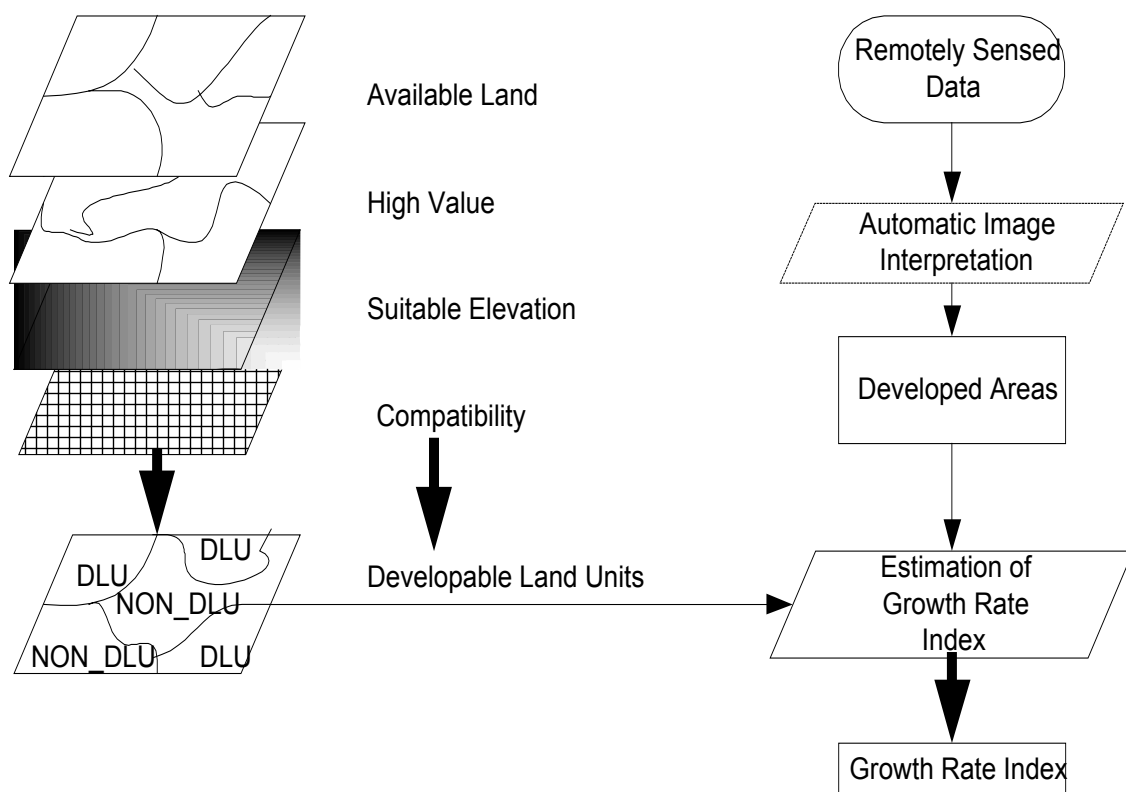 Available Land
High Value
Suitable Elevation
Compatibility
Developable Land Units
DLU
DLU
NON_DLU
NON_DLU
DLU
Remotely Sensed
Data
Automatic Image
Interpretation
Developed Areas
Estimation of
Growth Rate
Index
Growth Rate Index